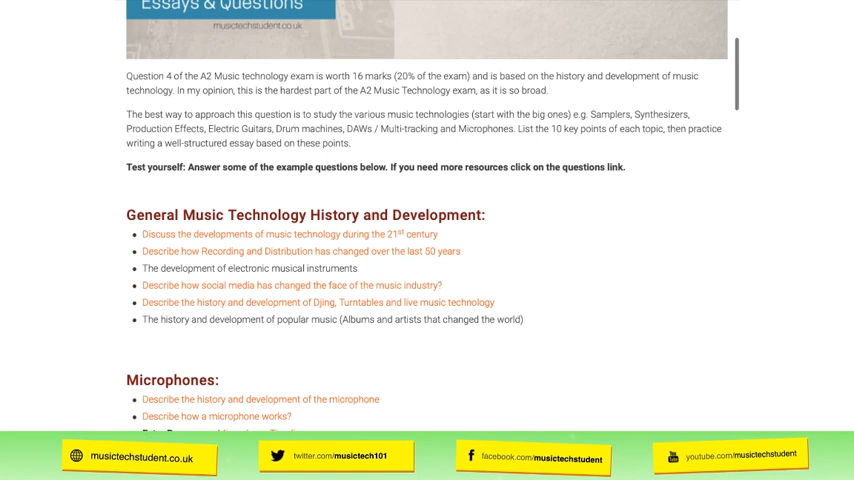 Essays & Questions
musictechstudent.co.uk
Question 4 of the A2 Music technology exam is worth 16 marks (20% of the exam) and is based on the history and development of music
technology. In my opinion, this is the hardest part of the A2 Music Technology exam, as it is so broad.
The best way to approach this question is to study the various music technologies (start with the big ones) e.g. Samplers, Synthesizers,
Production Effects, Electric Guitars, Drum machines, DAWs / Multi-tracking and Microphones. List the 10 key points of each topic, then practice
writing a well-structured essay based on these points.
Test yourself: Answer some of the example questions below. If you need more resources click on the questions link.
General Music Technology History and Development:
Discuss the developments of music technology during the 21st century
Describe how Recording and Distribution has changed over the last 50 years
The development of electronic musical instruments
Describe how social media has changed the face of the music industry?
Describe the history and development of Djing, Turntables and live music technology
The history and development of popular music (Albums and artists that changed the world)
Microphones:
Describe the history and development of the microphone
Describe how a microphone works?
musictechstudent.co.uk
twitter.com/musictech101
facebook.com/musictechstudent
youtube.com/musictechstudent